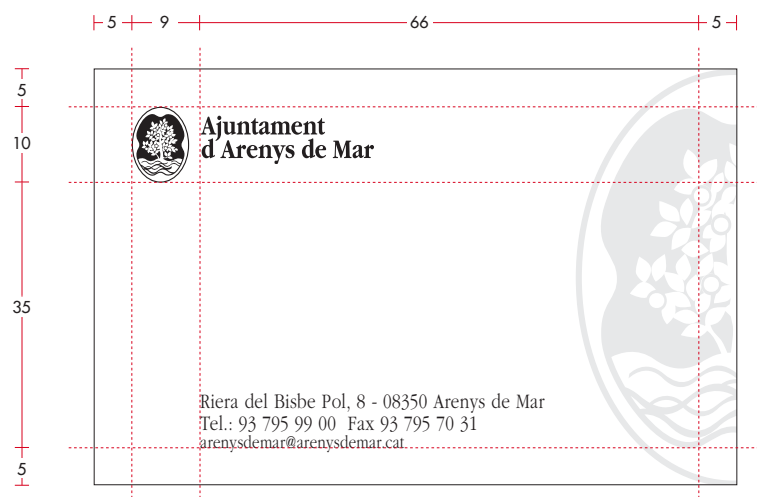 5 9 66 5
5
10
35
5
Ajuntament
d Arenys de Mar
Riera del Bisbe Pol, 8 - 08350 Arenys de Mar
Tel.: 93 795 99 00 Fax 93 795 70 31
arenysdemar@arenysdemar.cat